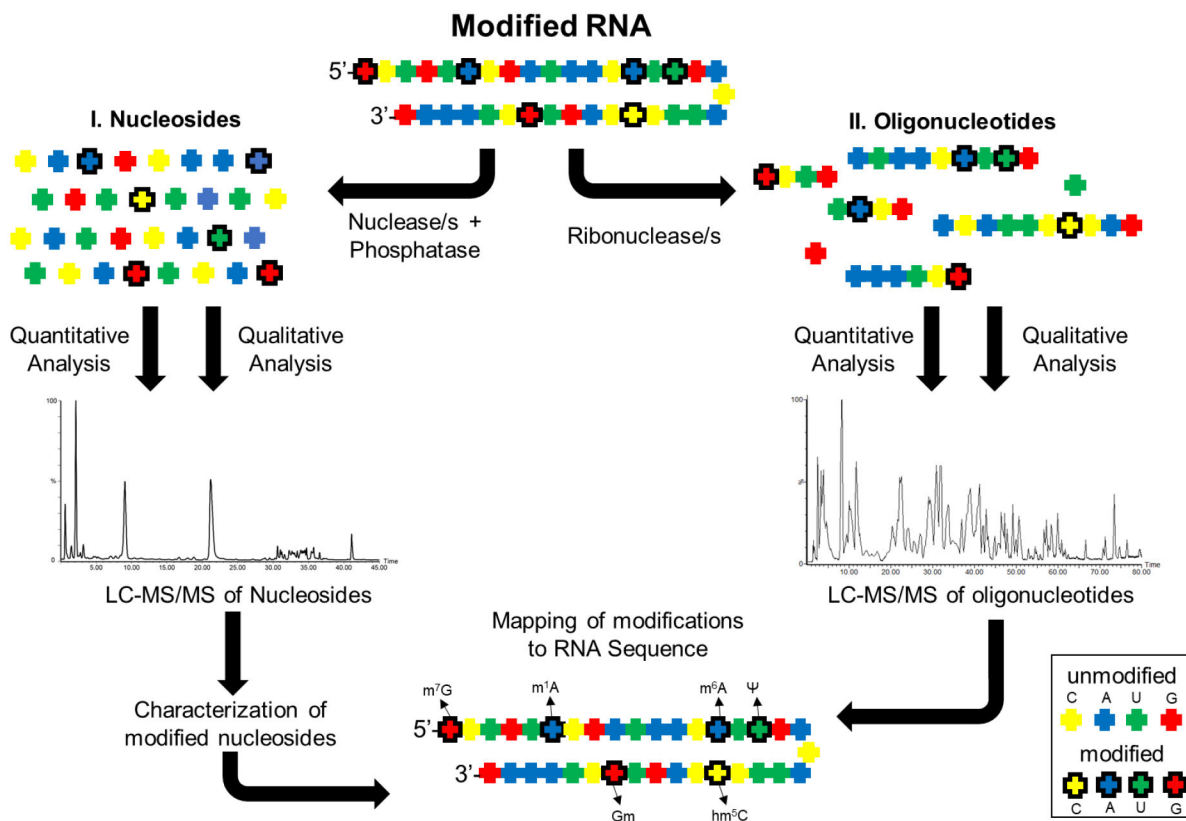 Modified RNA
5'
3'
I. Nucleosides
II. Oligonucleotides
Nuclease/s +
Phosphatase
Ribonuclease/s
Quantitative
Analysis
Qualitative
Analysis
Quantitative
Analysis
Qualitative
Analysis
100
%
0
5.00 10.00 15.00 20.00 25.00 30.00 35.00 40.00 45.00
Time
100
%
0
10.00 20.00 30.00 40.00 50.00 60.00 70.00 80.00
Time
LC-MS/MS of Nucleosides
LC-MS/MS of oligonucleotides
Mapping of modifications
to RNA Sequence
Characterization of
modified nucleosides
m⁷G m¹A m⁶A Ψ
5'
3'
Gm hm⁵C
unmodified
C A U G
modified
C A U G